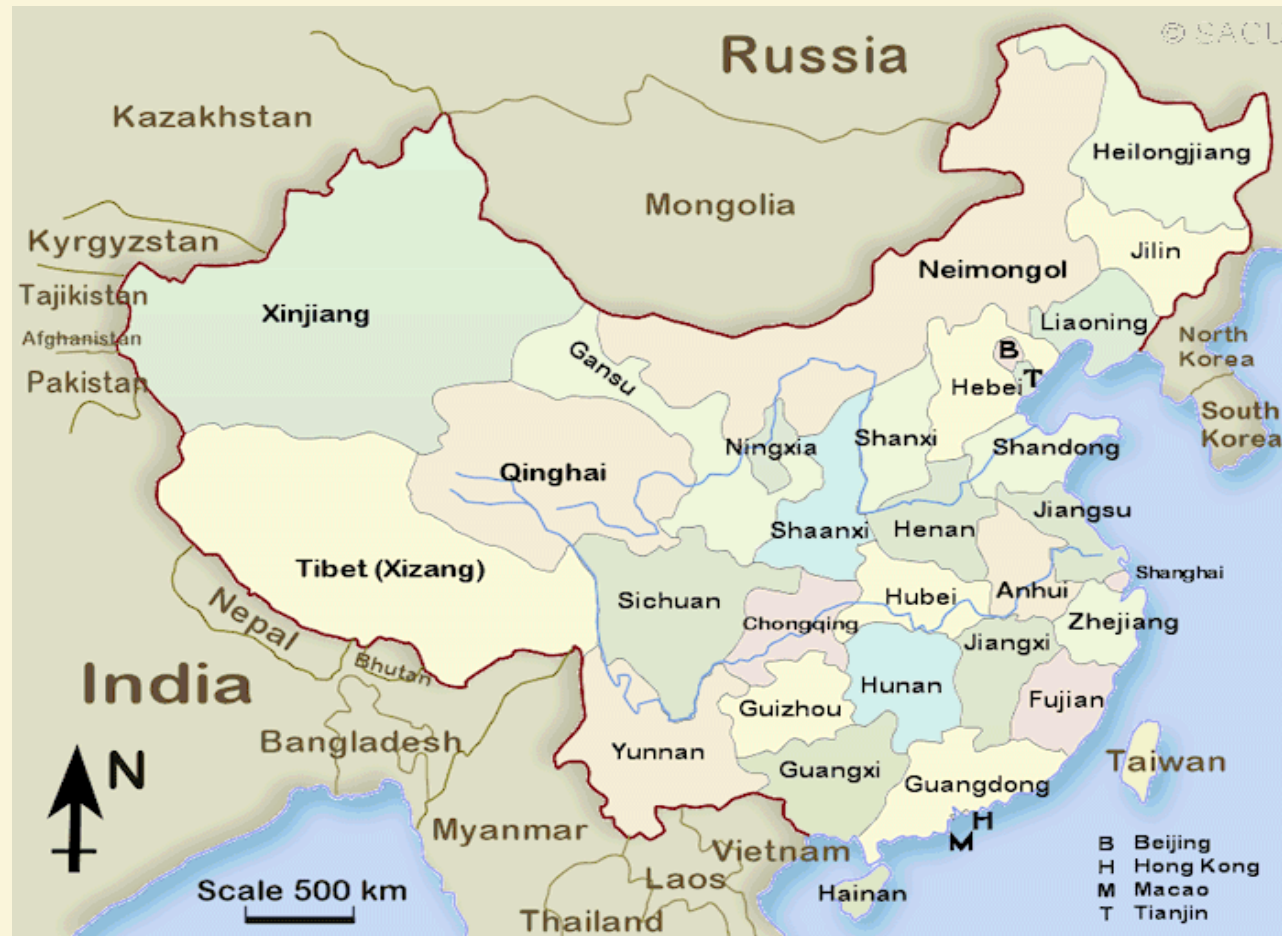 © SACU
Russia
Kazakhstan
Heilongjiang
Mongolia
Kyrgyzstan
Jilin
Neimongol
Tajikistan
Xinjiang
Liaoning
Afghanistan
North
Korea
B
Gansu
Pakistan
Hebei
T
South
Korea
Ningxia
Shanxi
Shandong
Qinghai
Jiangsu
Shaanxi
Henan
Tibet (Xizang)
Shanghai
Anhui
Hubei
Sichuan
Nepal
Chongqing
Zhejiang
Jiangxi
Bhutan
India
Hunan
Fujian
Guizhou
Bangladesh
Yunnan
Taiwan
Guangxi
N
Guangdong
Myanmar
H
M
Vietnam
B Beijing
H Hong Kong
Laos
M Macao
Scale 500 km
Hainan
T Tianjin
Thailand